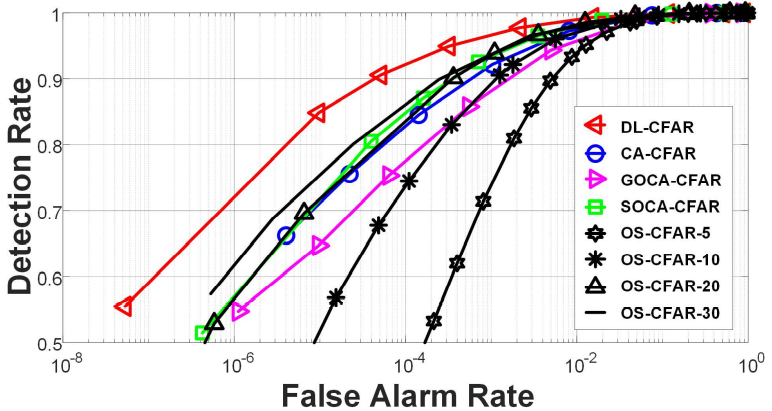 Detection Rate
1
0.9
0.8
0.7
0.6
0.5
10^-8
10^-6
10^-4
10^-2
10^0
False Alarm Rate
DL-CFAR
CA-CFAR
GOCA-CFAR
SOCA-CFAR
OS-CFAR-5
OS-CFAR-10
OS-CFAR-20
OS-CFAR-30